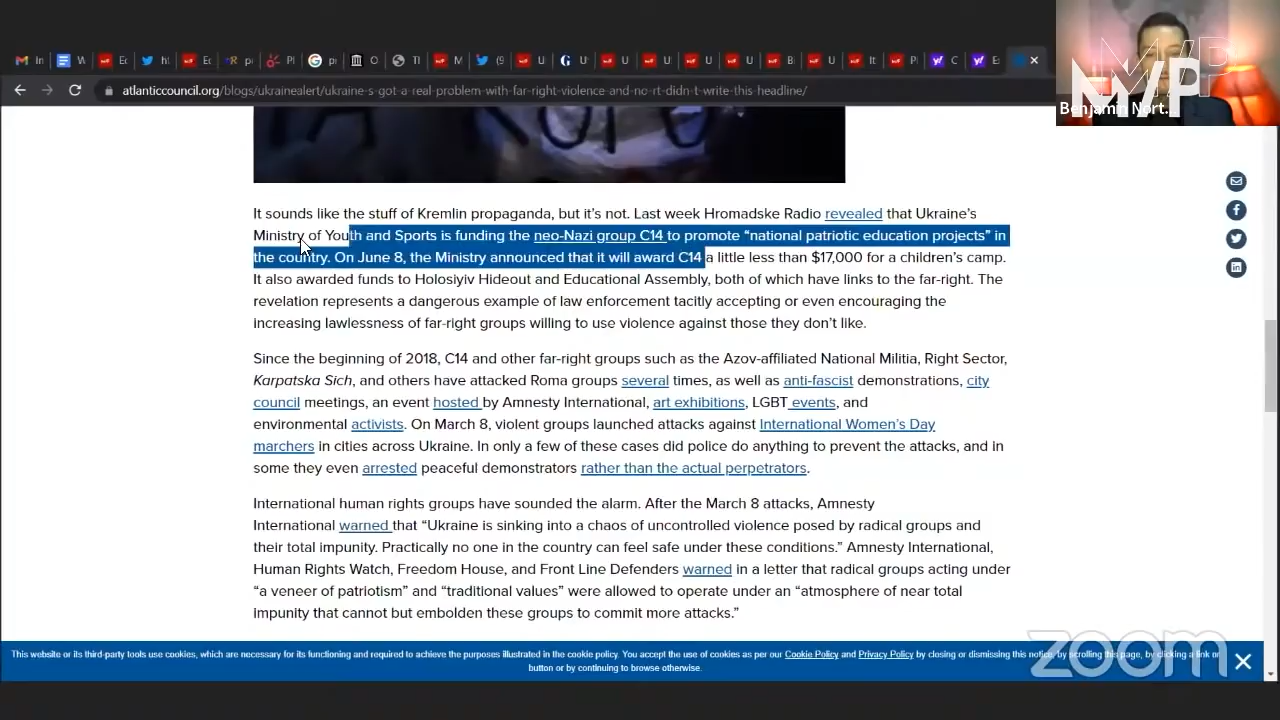 In
W
Ec
ht
Ec
p
Pl
pr
O
TI
M
(9
U
U
U
U
U
U
B
U
It
Pi
C
E
atlanticcouncil.org/blogs/ukrainealert/ukraine-s-got-a-real-problem-with-far-right-violence-and-no-rt-didn-t-write-this-headline/
MVP
Benjamin Nort...
It sounds like the stuff of Kremlin propaganda, but it’s not. Last week Hromadske Radio revealed that Ukraine’s
Ministry of Youth and Sports is funding the neo-Nazi group C14 to promote “national patriotic education projects” in
the country. On June 8, the Ministry announced that it will award C14 a little less than $17,000 for a children’s camp.
It also awarded funds to Holosiyiv Hideout and Educational Assembly, both of which have links to the far-right. The
revelation represents a dangerous example of law enforcement tacitly accepting or even encouraging the
increasing lawlessness of far-right groups willing to use violence against those they don’t like.
Since the beginning of 2018, C14 and other far-right groups such as the Azov-affiliated National Militia, Right Sector,
Karpatska Sich, and others have attacked Roma groups several times, as well as anti-fascist demonstrations, city
council meetings, an event hosted by Amnesty International, art exhibitions, LGBT events, and
environmental activists. On March 8, violent groups launched attacks against International Women’s Day
marchers in cities across Ukraine. In only a few of these cases did police do anything to prevent the attacks, and in
some they even arrested peaceful demonstrators rather than the actual perpetrators.
International human rights groups have sounded the alarm. After the March 8 attacks, Amnesty
International warned that “Ukraine is sinking into a chaos of uncontrolled violence posed by radical groups and
their total impunity. Practically no one in the country can feel safe under these conditions.” Amnesty International,
Human Rights Watch, Freedom House, and Front Line Defenders warned in a letter that radical groups acting under
“a veneer of patriotism” and “traditional values” were allowed to operate under an “atmosphere of near total
impunity that cannot but embolden these groups to commit more attacks.”
zoom
This website or its third-party tools use cookies, which are necessary for its functioning and required to achieve the purposes illustrated in the cookie policy. You accept the use of cookies as per our Cookie Policy and Privacy Policy by closing or dismissing this notice, by scrolling this page, by clicking a link or
button or by continuing to browse otherwise.